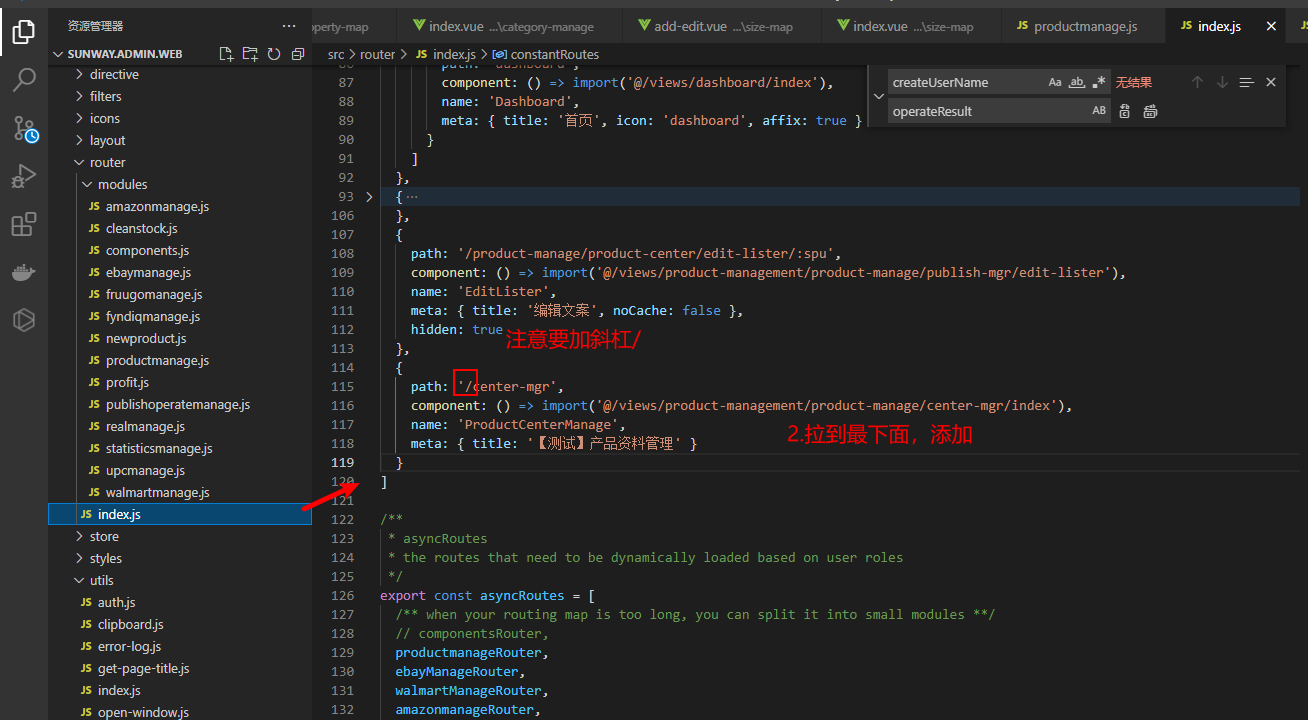 资源管理器 ···
operty-map
index.vue ...\category-manage
add-edit.vue ...\size-map
index.vue ...\size-map
JS productmanage.js
JS index.js
SUNWAY.ADMIN.WEB
directive
filters
icons
layout
router
modules
JS amazonmanage.js
JS cleanstock.js
JS components.js
JS ebaymanage.js
JS fruugomanage.js
JS fyndiqmanage.js
JS newproduct.js
JS productmanage.js
JS profit.js
JS publishoperatemanage.js
JS realmanage.js
JS statisticsmanage.js
JS upcmanage.js
JS walmartmanage.js
JS index.js
store
styles
utils
JS auth.js
JS clipboard.js
JS error-log.js
JS get-page-title.js
JS index.js
JS open-window.js
src > router > JS index.js > constantRoutes
createUserName Aa ab 无结果
operateResult AB
86 path: 'dashboard',
87 component: () => import('@/views/dashboard/index'),
88 name: 'Dashboard',
89 meta: { title: '首页', icon: 'dashboard', affix: true }
90 }
91 ]
92 },
93 { ···
106 },
107 {
108 path: '/product-manage/product-center/edit-lister/:spu',
109 component: () => import('@/views/product-management/product-manage/publish-mgr/edit-lister'),
110 name: 'EditLister',
111 meta: { title: '编辑文案', noCache: false },
112 hidden: true
注意要加斜杠/
113 },
114 {
115 path: '/center-mgr',
116 component: () => import('@/views/product-management/product-manage/center-mgr/index'),
117 name: 'ProductCenterManage',
2.拉到最下面，添加
118 meta: { title: '【测试】产品资料管理' }
119 }
120 ]
121
122 /**
123 * asyncRoutes
124 * the routes that need to be dynamically loaded based on user roles
125 */
126 export const asyncRoutes = [
127 /** when your routing map is too long, you can split it into small modules **/
128 // componentsRouter,
129 productmanageRouter,
130 ebayManageRouter,
131 walmartManageRouter,
132 amazonmanageRouter,